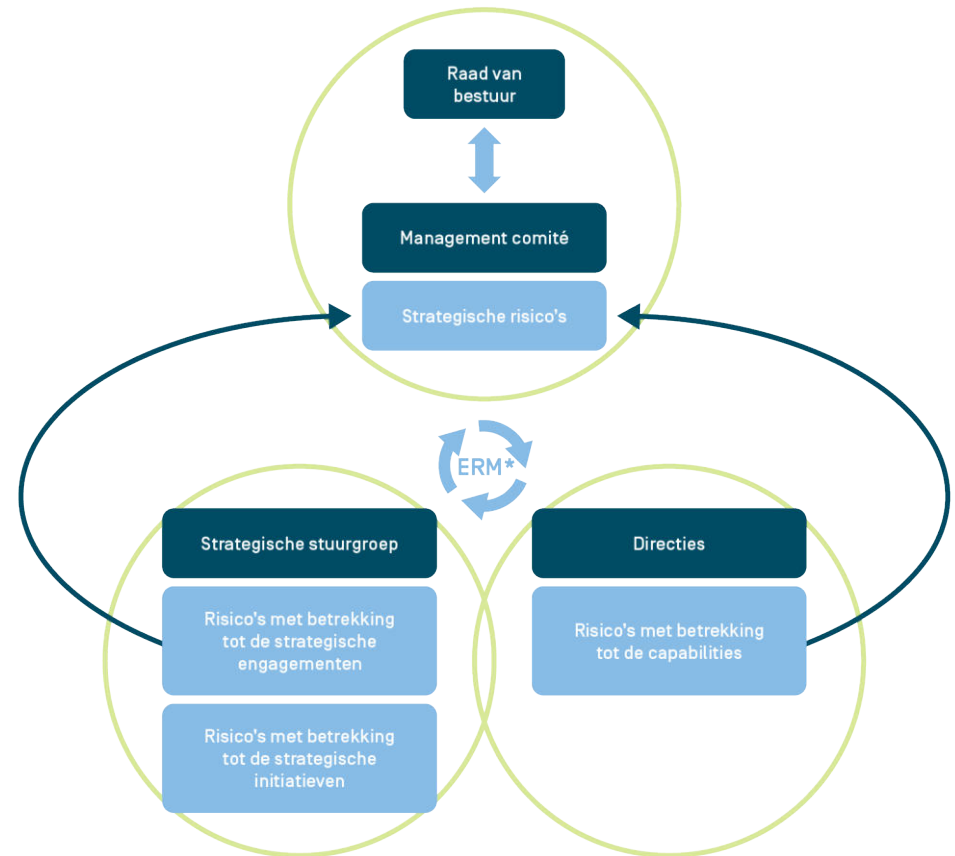 Raad van
bestuur
Management comité
Strategische risico's
ERM*
Strategische stuurgroep
Risico's met betrekking
tot de strategische
engagementen
Risico's met betrekking
tot de strategische
initiatieven
Directies
Risico's met betrekking
tot de capabilities